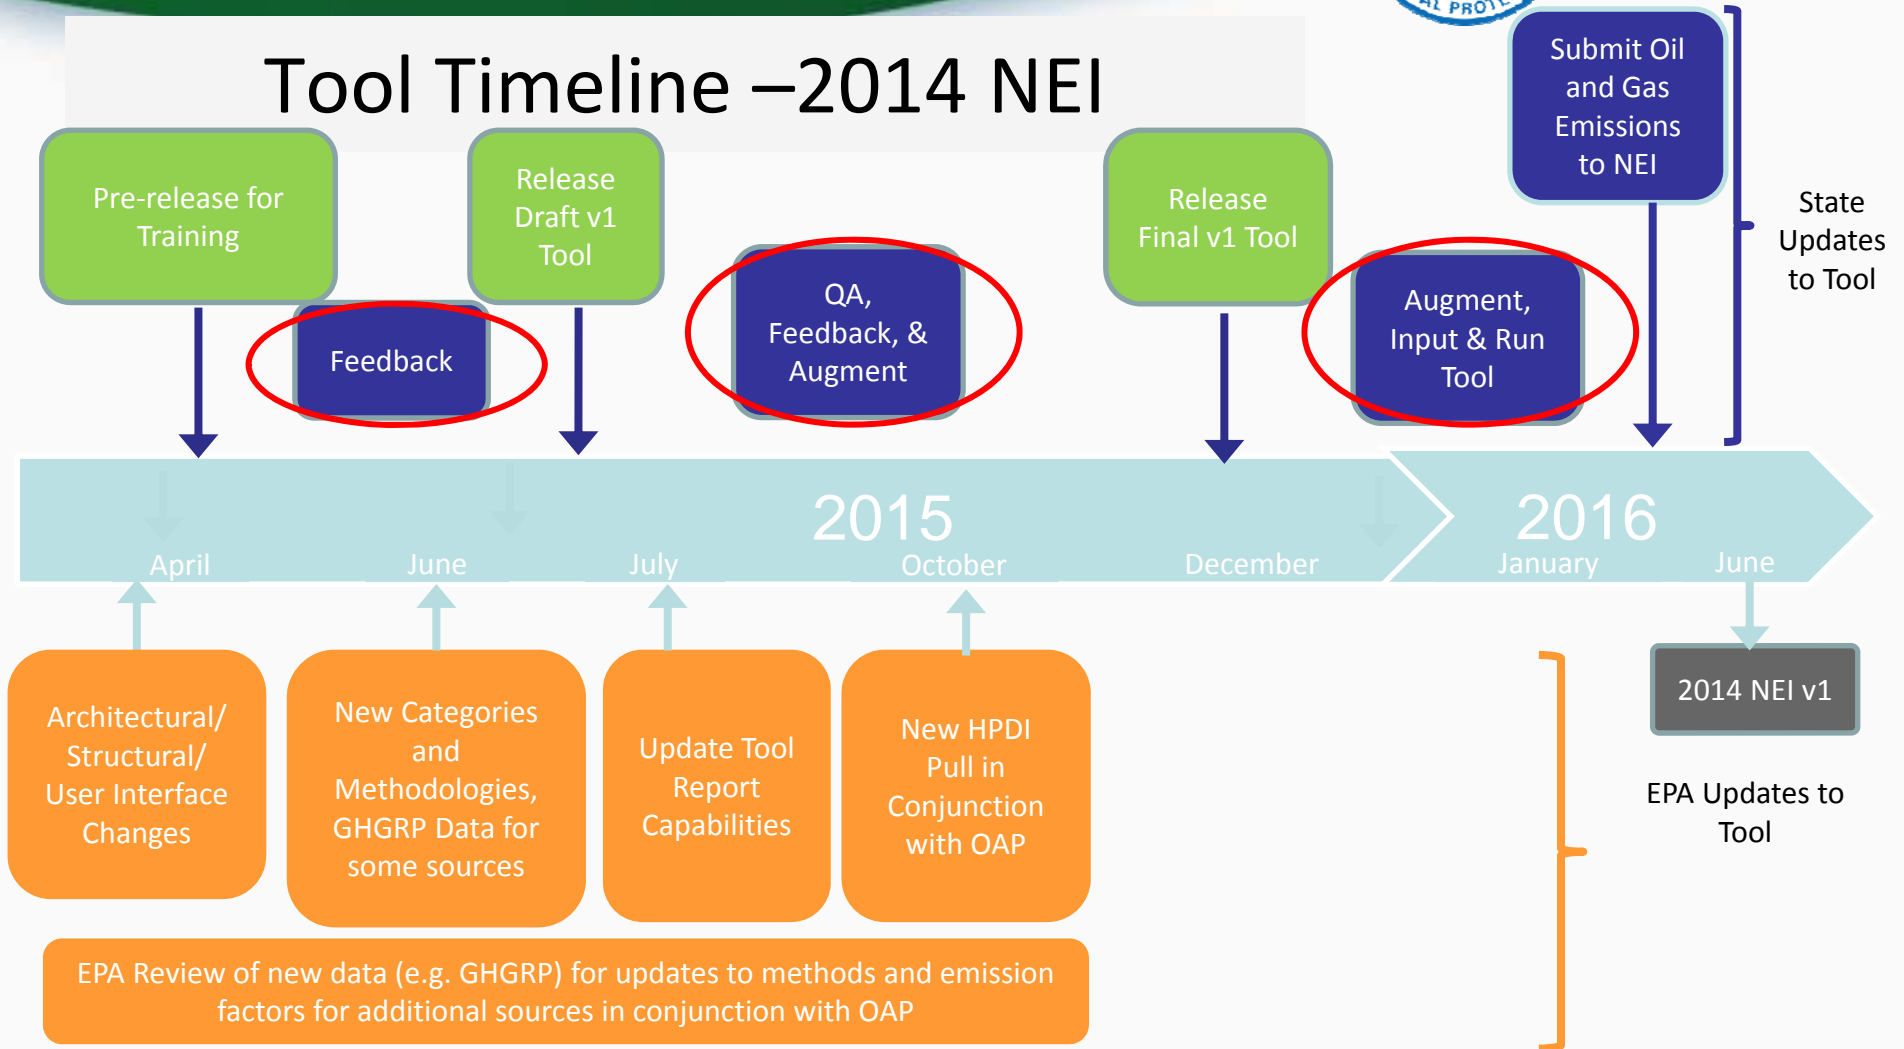 AL PROTE
Tool Timeline –2014 NEI
Submit Oil
and Gas
Emissions
to NEI
Pre-release for
Training
Release
Draft v1
Tool
Release
Final v1 Tool
State
Updates
to Tool
Feedback
QA,
Feedback, &
Augment
Augment,
Input & Run
Tool
2015
2016
April
June
July
October
December
January
June
Architectural/
Structural/
User Interface
Changes
New Categories
and
Methodologies,
GHGRP Data for
some sources
Update Tool
Report
Capabilities
New HPDI
Pull in
Conjunction
with OAP
2014 NEI v1
EPA Updates to
Tool
EPA Review of new data (e.g. GHGRP) for updates to methods and emission
factors for additional sources in conjunction with OAP